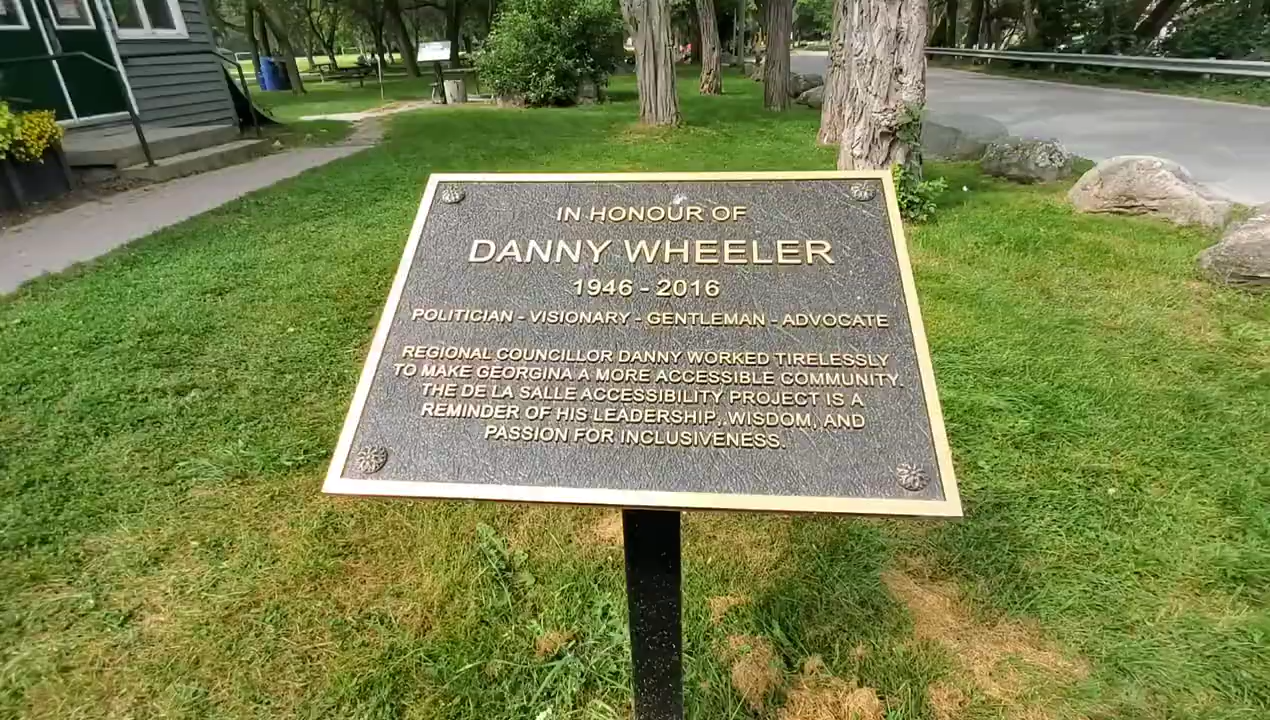 IN HONOUR OF
DANNY WHEELER
1946 - 2016
POLITICIAN - VISIONARY - GENTLEMAN - ADVOCATE
REGIONAL COUNCILLOR DANNY WORKED TIRELESSLY
TO MAKE GEORGINA A MORE ACCESSIBLE COMMUNITY.
THE DE LA SALLE ACCESSIBILITY PROJECT IS A
REMINDER OF HIS LEADERSHIP, WISDOM, AND
PASSION FOR INCLUSIVENESS.